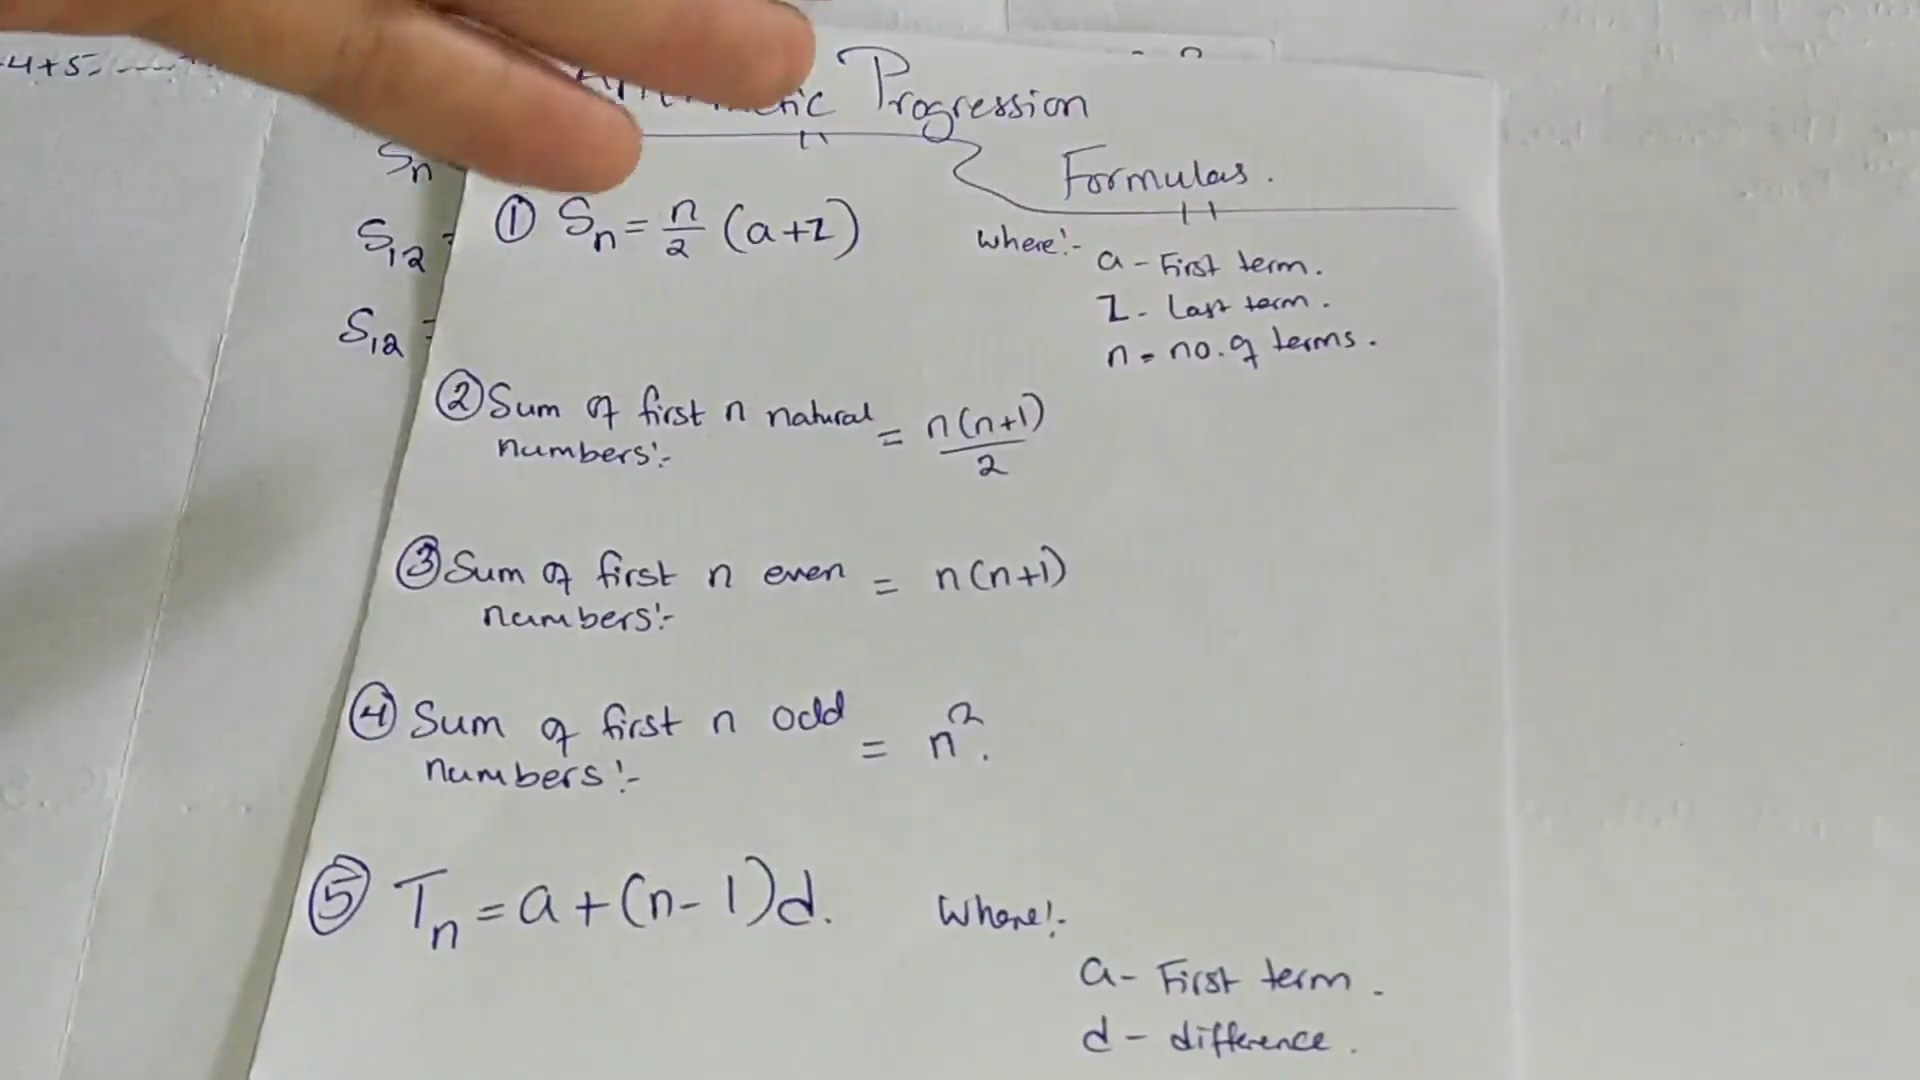 4+5
Progression
Formulas.
Sn
① Sn = n/2 (a+z)
where:-
a - First term.
S12
z - Last term.
n = no. of terms.
S12 =
② Sum of first n natural = n(n+1)/2
numbers:-
③ Sum of first n even = n(n+1)
numbers:-
④ Sum of first n odd = n².
numbers:-
⑤ Tn = a + (n-1)d.
Where:-
a - First term.
d - difference.